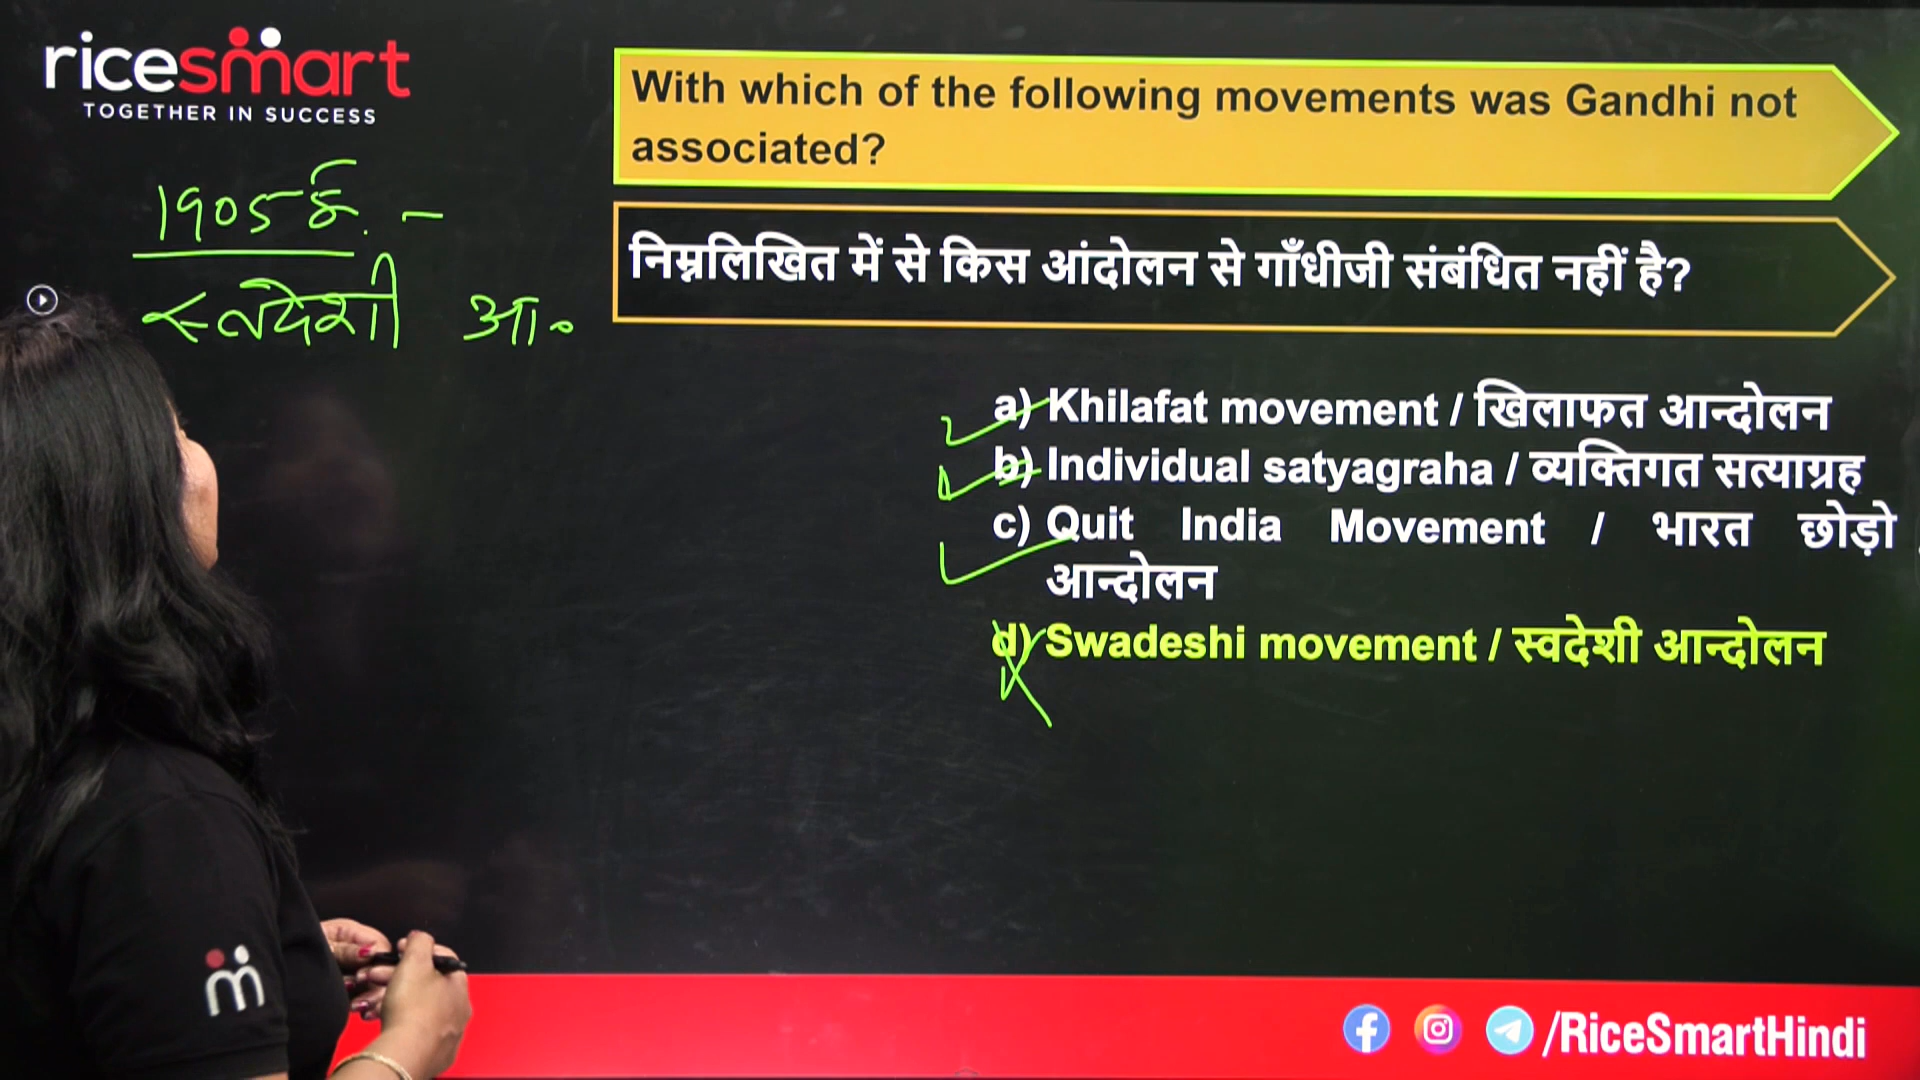 ricesmart
TOGETHER IN SUCCESS
With which of the following movements was Gandhi not
associated?
1905 ई. -
स्वदेशी आ॰
निम्नलिखित में से किस आंदोलन से गाँधीजी संबंधित नहीं है?
a) Khilafat movement / खिलाफत आन्दोलन
b) Individual satyagraha / व्यक्तिगत सत्याग्रह
c) Quit India Movement / भारत छोड़ो
आन्दोलन
d) Swadeshi movement / स्वदेशी आन्दोलन
/RiceSmartHindi